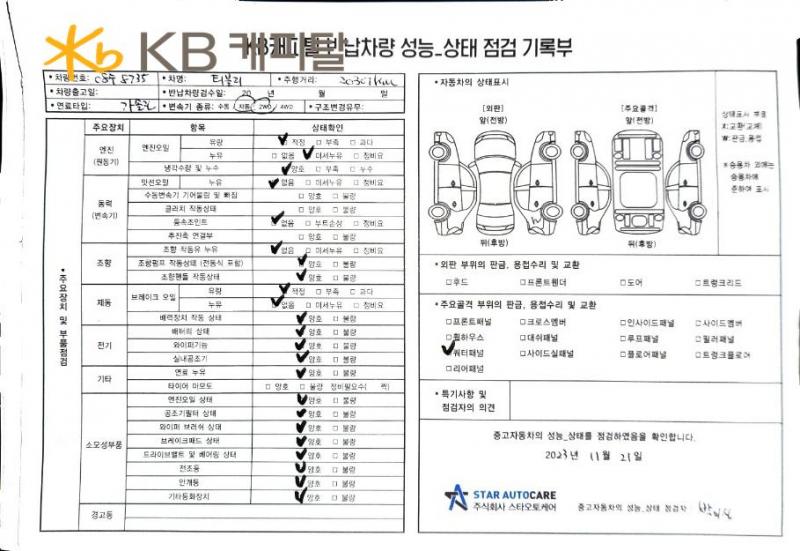 KB 캐피탈
KB캐피탈 반납차량 성능_상태 점검 기록부
• 차량번호: • 차명: 티볼리 • 주행거리:
• 차량출고일: • 반납차량검수일: 20 년 월 일
• 연료타입: 가솔린 • 변속기 종류: 수동 자동 2WD 4WD • 구조변경유무:
• 주요장치 및 부품점검
주요장치 항목 상태확인
엔진 (원동기) 엔진오일 유량 ✓ 적정 □ 부족 □ 과다
누유 □ 없음 ✓ 미세누유 □ 정비요
냉각수량 및 누수 ✓ 양호 □ 부족 □ 누수
동력 (변속기) 밋션오일 누유 ✓ 없음 □ 미세누유 □ 정비요
수동변속기 기어물림 및 빠짐 □ 양호 □ 불량
클러치 작동상태 □ 양호 □ 불량
등속조인트 ✓ 없음 □ 부트손상 □ 정비요
추진축 연결부 □ 양호 □ 불량
조향 조향 작동유 누유 ✓ 없음 □ 미세누유 □ 정비요
조향펌프 작동상태 (전동식 포함) ✓ 양호 □ 불량
조향핸들 작동상태 ✓ 양호 □ 불량
제동 브레이크 오일 유량 ✓ 적정 □ 부족 □ 과다
누유 ✓ 없음 □ 미세누유 □ 정비요
배력장치 작동 상태 ✓ 양호 □ 불량
전기 배터리 상태 ✓ 양호 □ 불량
와이퍼기능 ✓ 양호 □ 불량
실내공조기 ✓ 양호 □ 불량
기타 연료 누유 ✓ 양호 □ 불량
타이어 마모도 □ 양호 □ 불량 정비필요수( 짝)
소모성부품 엔진오일 상태 ✓ 양호 □ 불량
공조기필터 상태 ✓ 양호 □ 불량
와이퍼 브러쉬 상태 ✓ 양호 □ 불량
브레이크패드 상태 ✓ 양호 □ 불량
드라이브밸트 및 베어링 상태 ✓ 양호 □ 불량
전조등 ✓ 양호 □ 불량
안개등 ✓ 양호 □ 불량
기타등화장치 ✓ 양호 □ 불량
경고등
• 자동차의 상태표시
[외판] [주요골격]
앞(전방) 앞(전방)
상태표시 부호
X:교환(교체)
W:판금,용접
*승용차 외에는
승용차에
준하여 표시
뒤(후방) 뒤(후방)
• 외판 부위의 판금, 용접수리 및 교환
□후드 □프론트휀더 □도어 □트렁크리드
• 주요골격 부위의 판금, 용접수리 및 교환
□프론트패널 □크로스멤버 □인사이드패널 □사이드멤버
□휠하우스 □대쉬패널 □루프패널 □필러패널
✓쿼터패널 □사이드실패널 □플로어패널 □트렁크플로어
□리어패널
• 특기사항 및
점검자의 의견
중고자동차의 성능_상태를 점검하였음을 확인합니다.
2023년 11월 21일
STAR AUTOCARE
주식회사 스타오토케어
중고자동차의 성능_상태 점검자